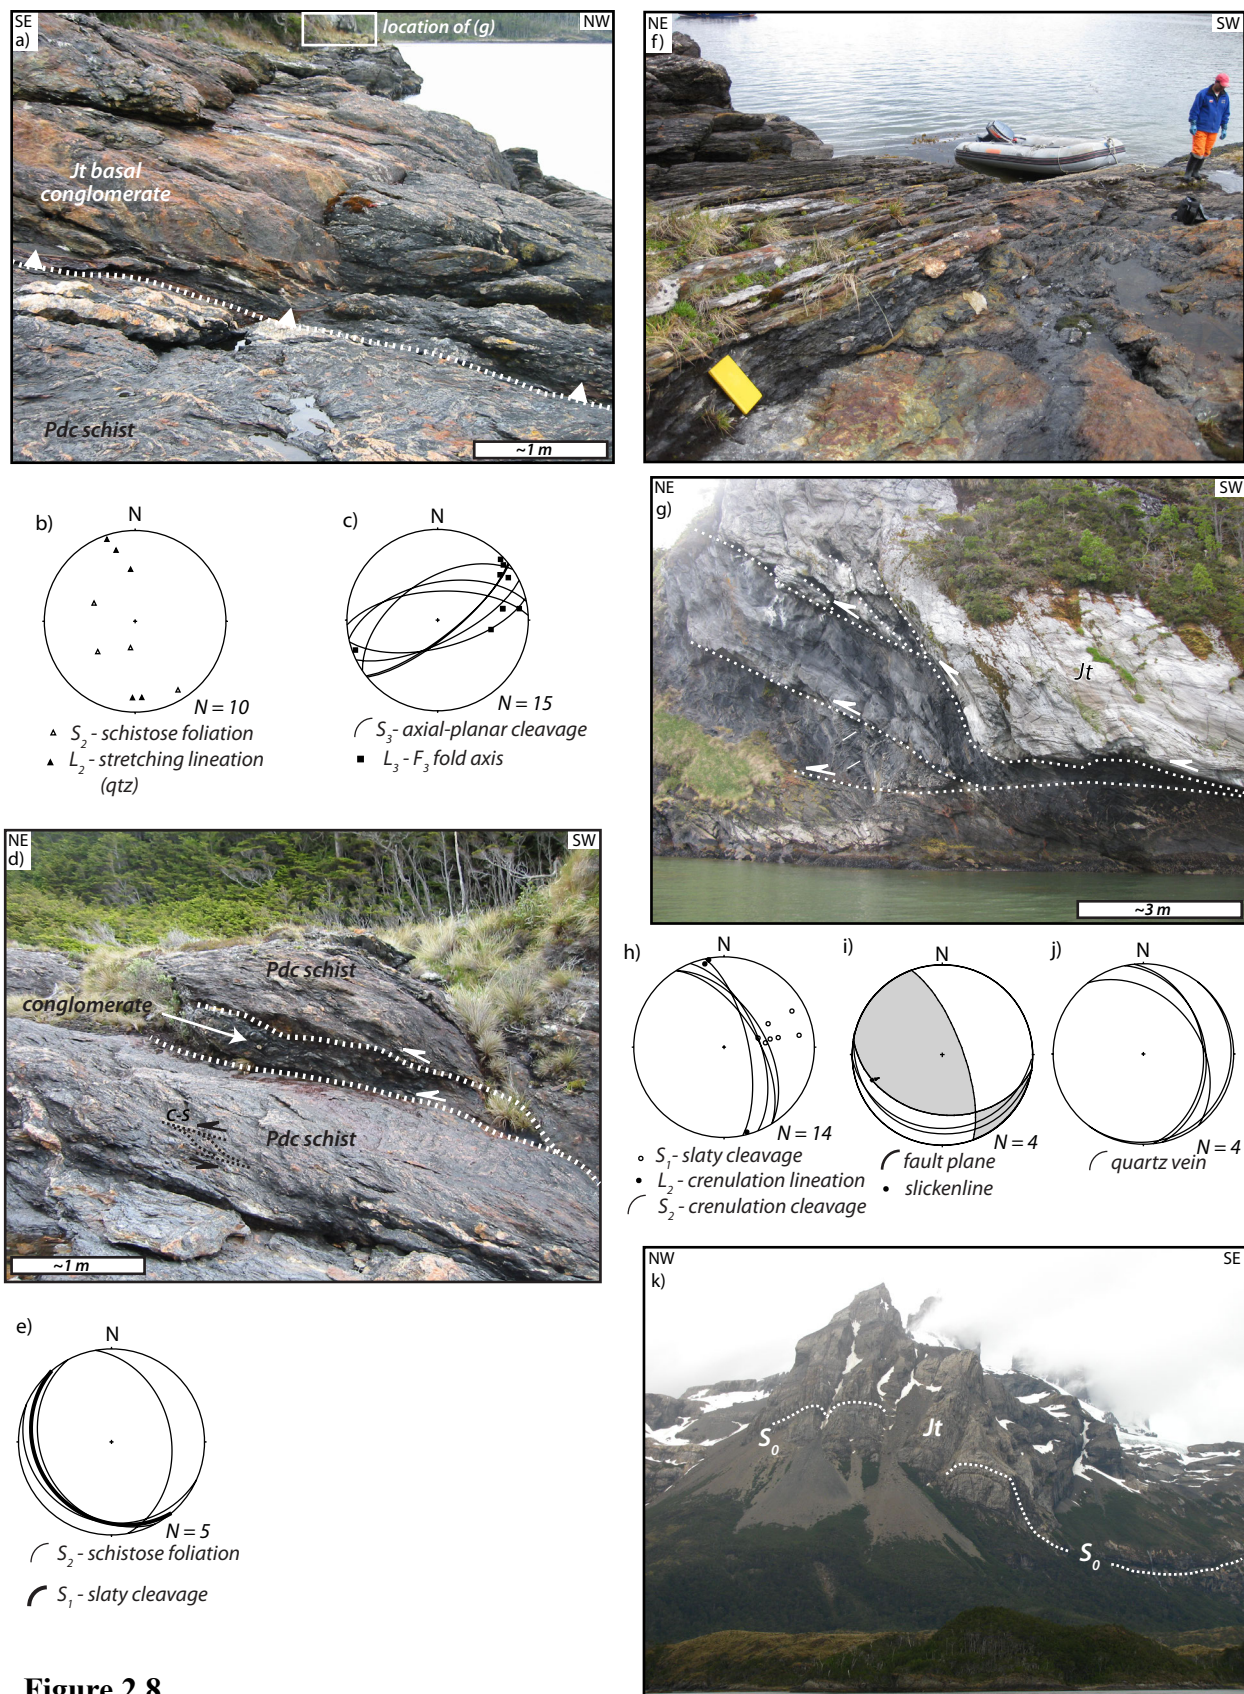 SE
NW
a)
location of (g)
Jt basal
conglomerate
Pdc schist
~1 m
b)
N
N = 10
S2 - schistose foliation
L2 - stretching lineation
(qtz)
c)
N
N = 15
S3- axial-planar cleavage
L3 - F3 fold axis
NE
SW
d)
Pdc schist
conglomerate
C-S
Pdc schist
~1 m
e)
N
N = 5
S2 - schistose foliation
S1 - slaty cleavage
NE
SW
f)
NE
SW
g)
Jt
~3 m
h)
N
N = 14
S1- slaty cleavage
L2 - crenulation lineation
S2 - crenulation cleavage
i)
N
N = 4
fault plane
slickenline
j)
N
N = 4
quartz vein
NW
SE
k)
S0
Jt
S0
Figure 2.8